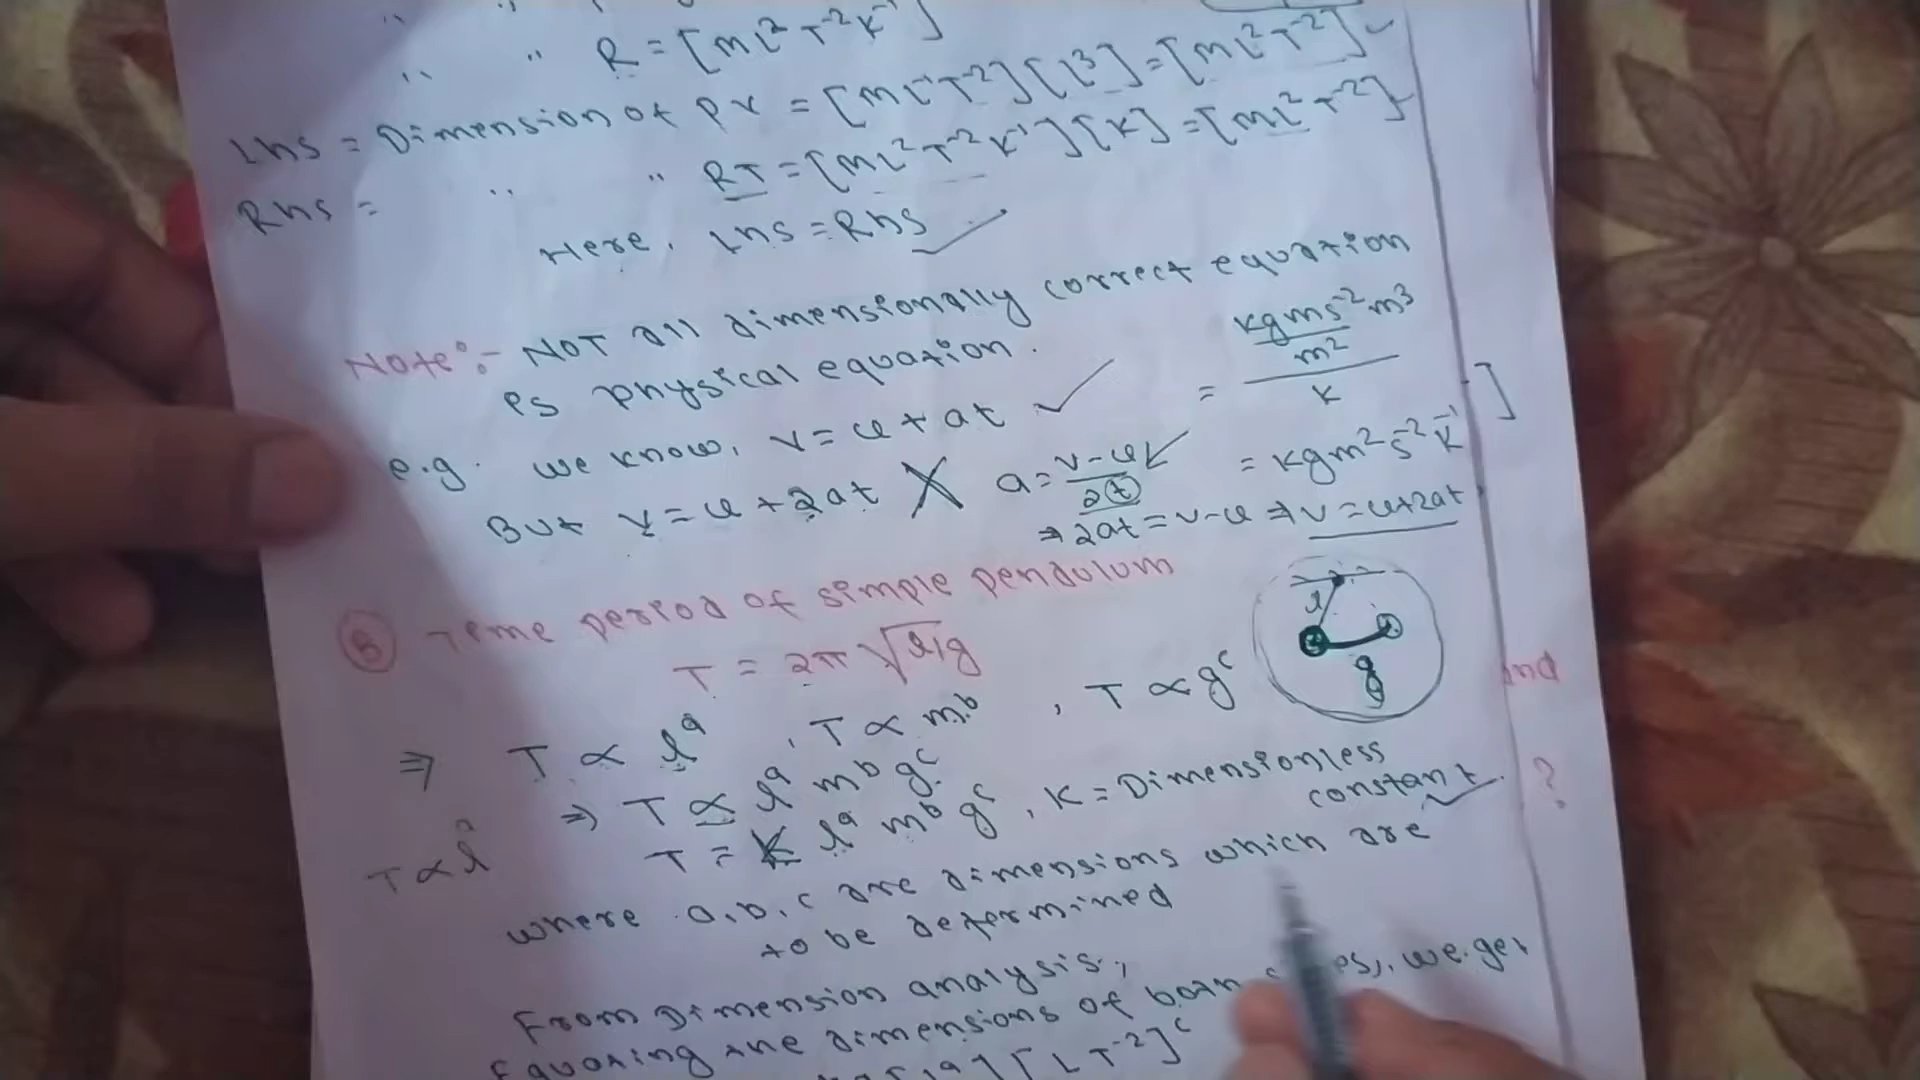 R = [ML²T⁻²K⁻¹]
LHS = Dimension of PV = [ML⁻¹T⁻²][L³] = [ML²T⁻²]
RHS = " " RT = [ML²T⁻²K⁻¹][K] = [ML²T⁻²]
Here, LHS = RHS
Note:- NOT all dimensionally correct equation
is physical equation.
= kgms⁻²m³/m² / K ]
e.g. we know, v = u + at ✓
= kgm²s⁻²K⁻¹
But v = u + 2at X a = v-u/2t ✓
⇒ 2at = v-u ⇒ v = u+2at
B Time period of simple pendulum
T = 2π √l/g
l
g
⇒ T ∝ lᵃ, T ∝ mᵇ, T ∝ gᶜ
⇒ T ∝ lᵃ mᵇ gᶜ
T = K lᵃ mᵇ gᶜ, K = Dimensionless
constant.
T ∝ l
where a,b,c are dimensions which are
to be determined
From Dimension analysis,
Equating the dimensions of both we get
[LT⁻²]ᶜ
and
?